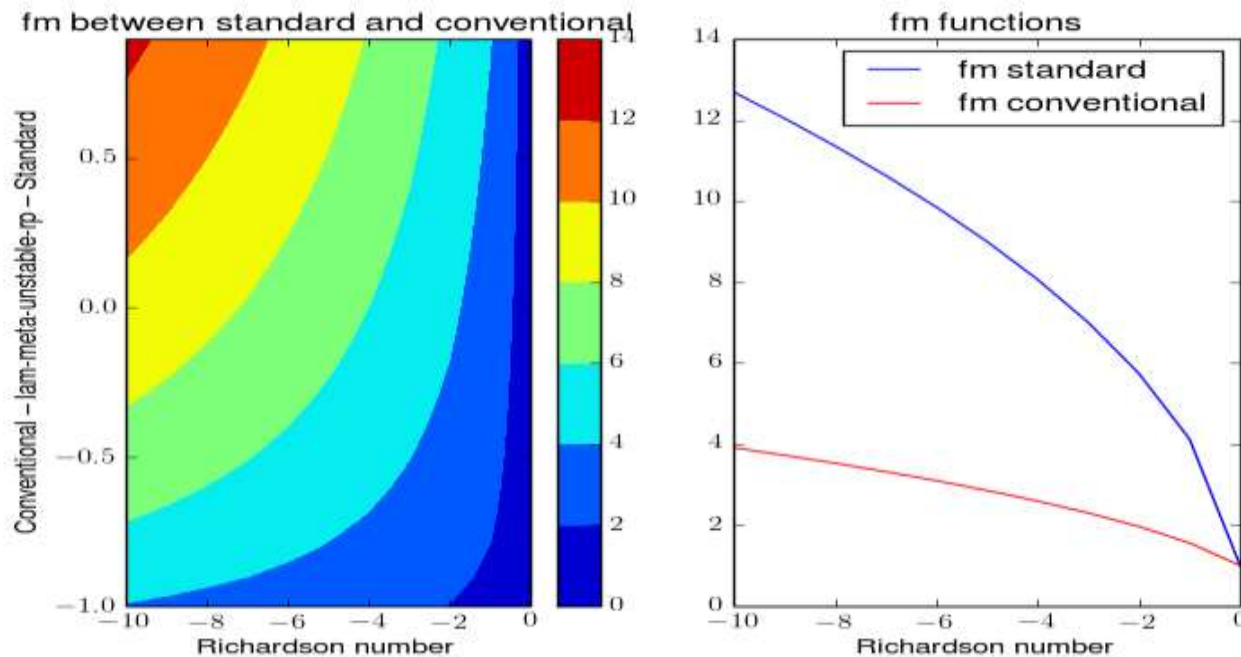 fm between standard and conventional
Conventional – lam-meta-unstable-rp – Standard
0.5
0.0
−0.5
−1.0
−10 −8 −6 −4 −2 0
Richardson number
14
12
10
8
6
4
2
0
fm functions
fm standard
fm conventional
14
12
10
8
6
4
2
0
−10 −8 −6 −4 −2 0
Richardson number